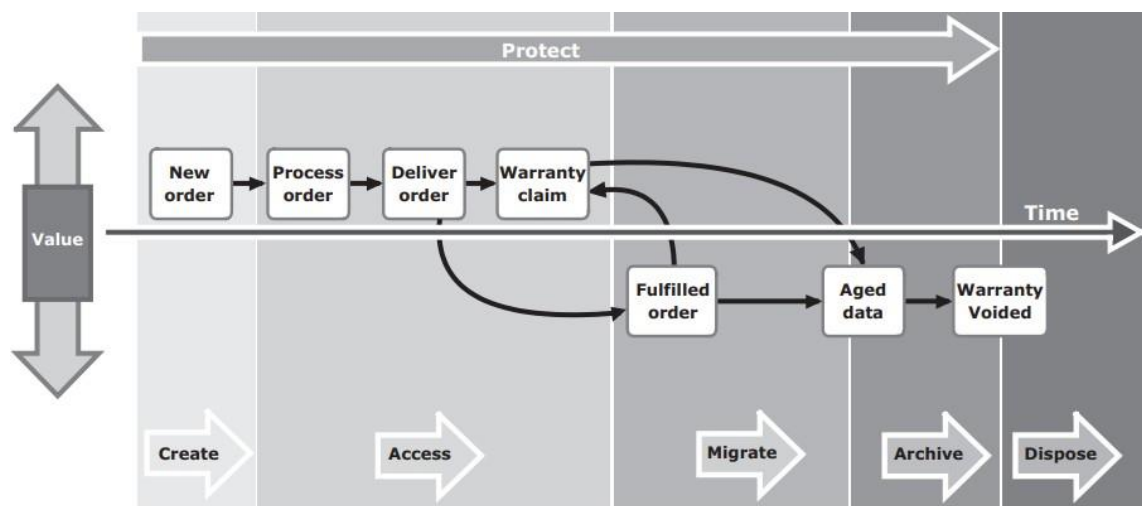 Protect
New
order
Process
order
Deliver
order
Warranty
claim
Time
Value
Fulfilled
order
Aged
data
Warranty
Voided
Create
Access
Migrate
Archive
Dispose